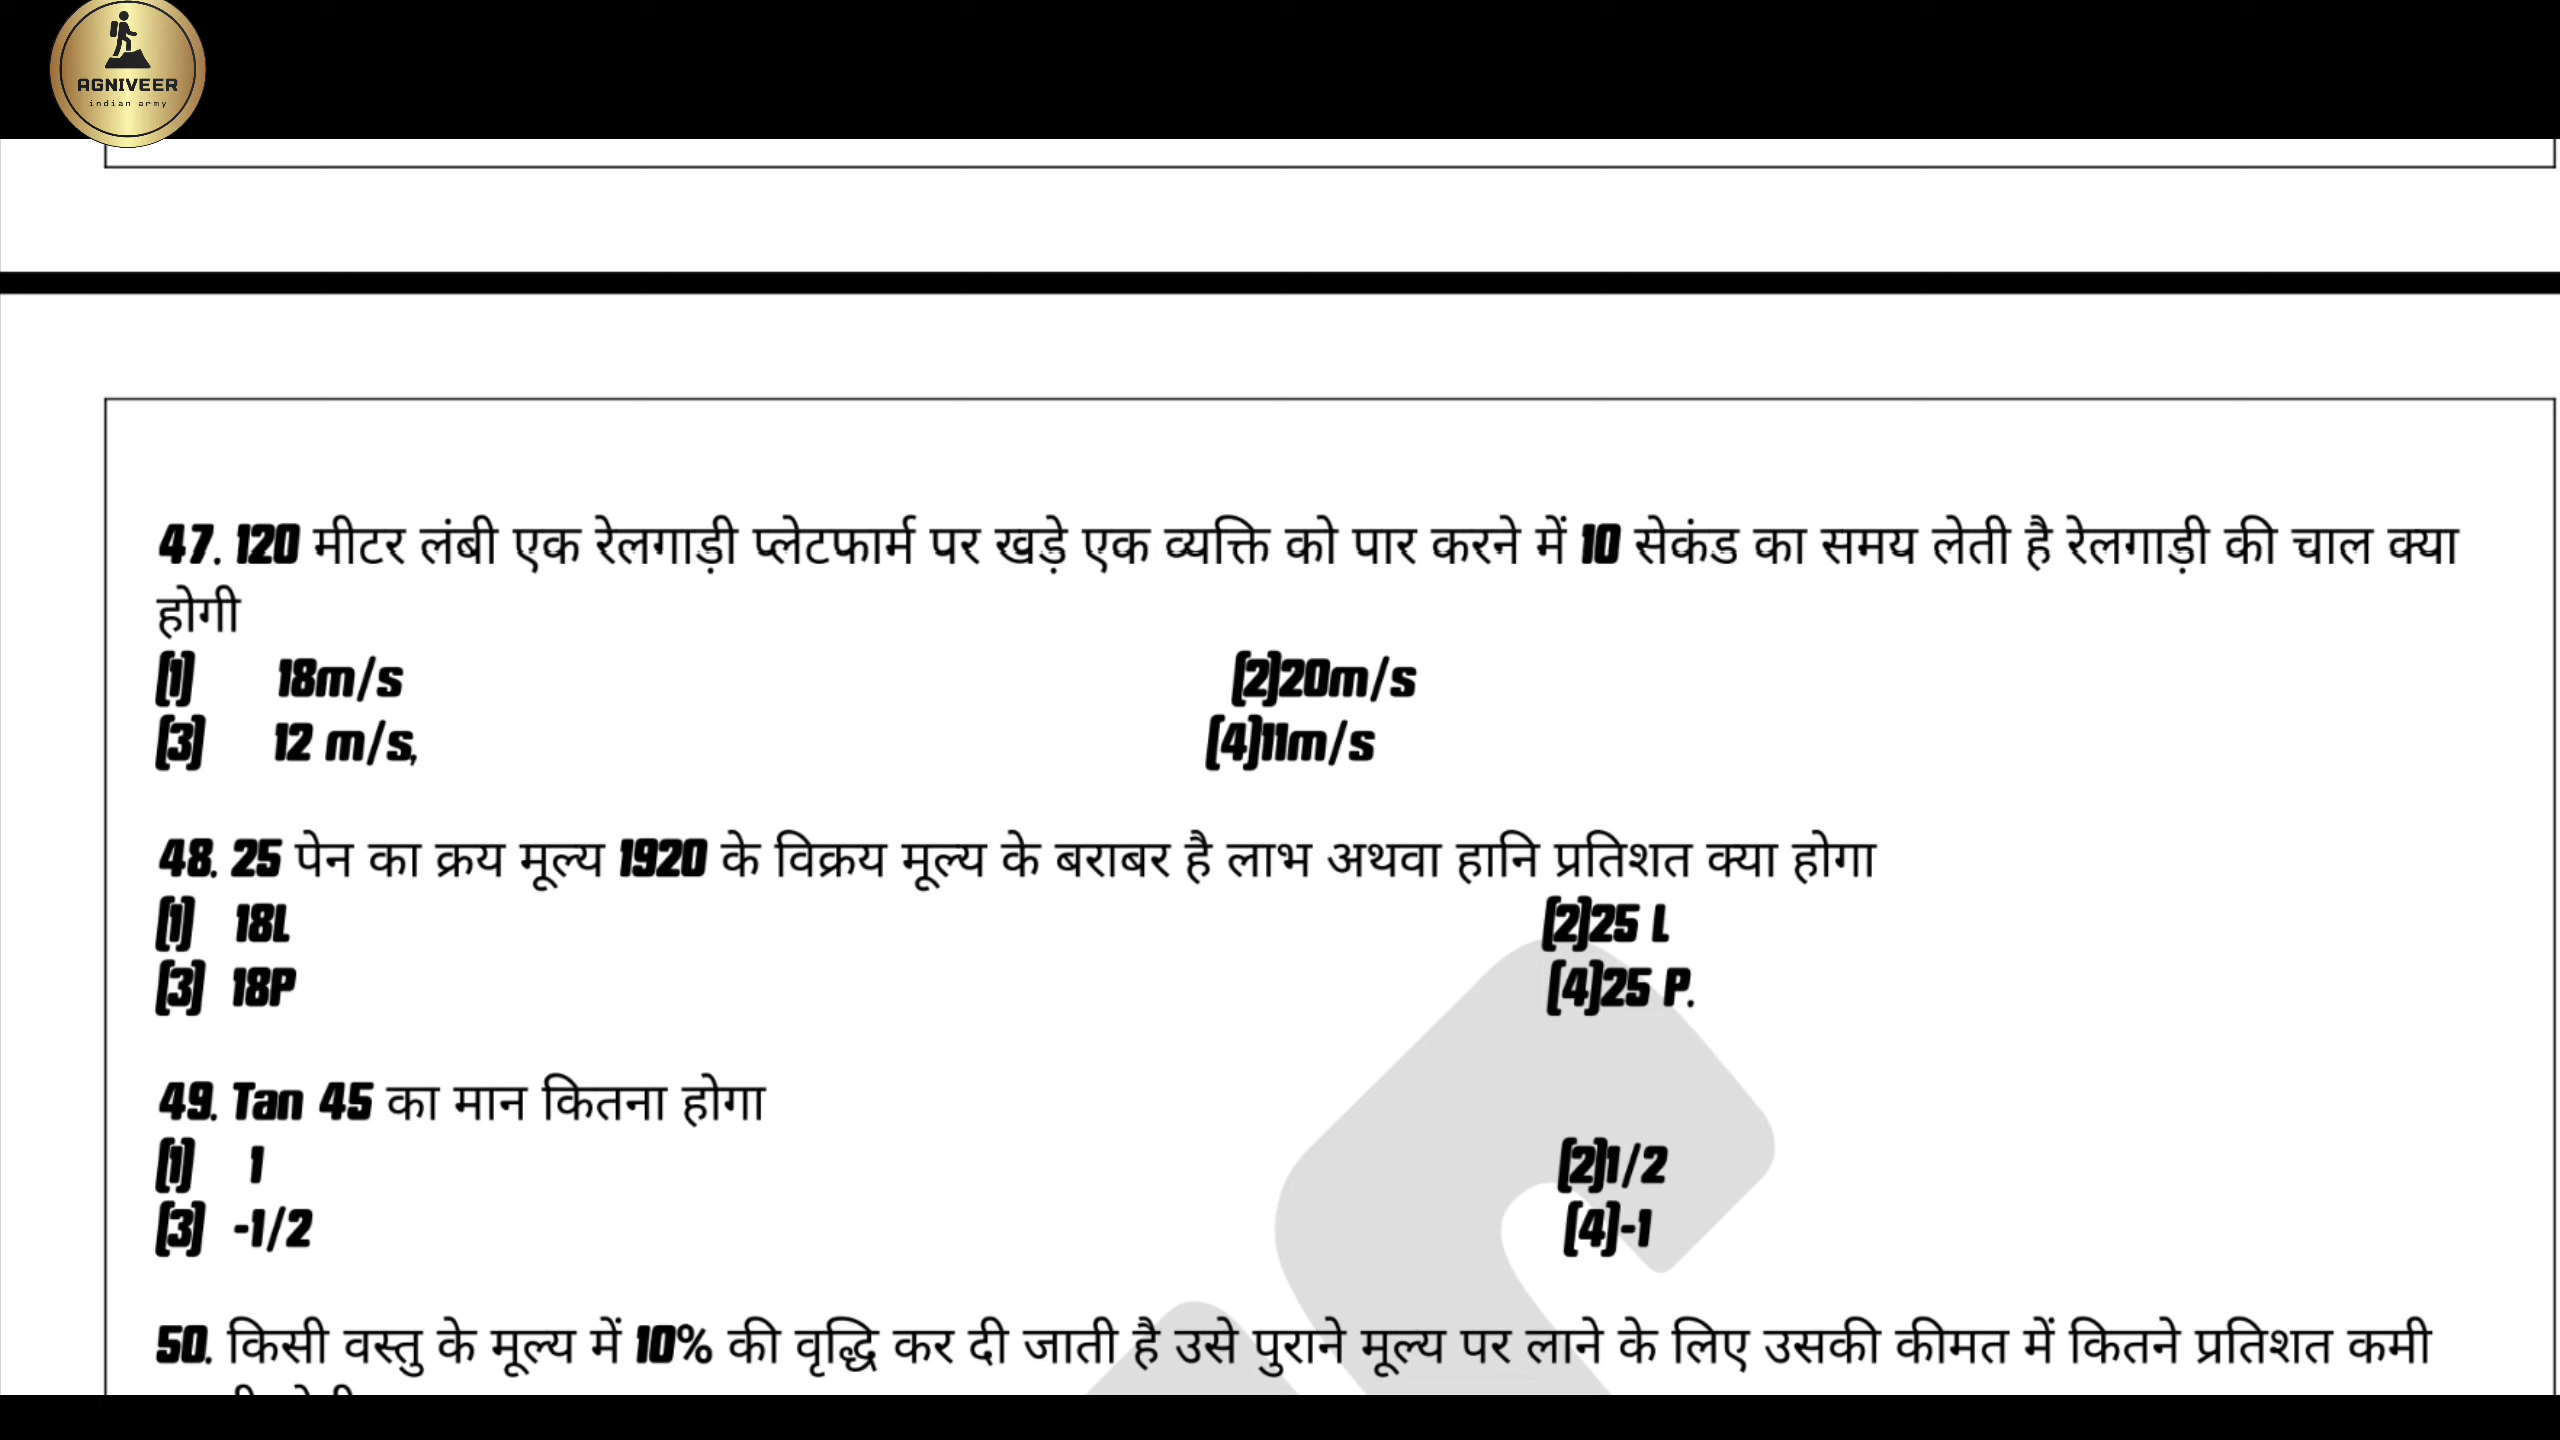 AGNIVEER
indian army
47. 120 मीटर लंबी एक रेलगाड़ी प्लेटफार्म पर खड़े एक व्यक्ति को पार करने में 10 सेकंड का समय लेती है रेलगाड़ी की चाल क्या
होगी
(1) 18m/s (2)20m/s
(3) 12 m/s, (4)11m/s
48. 25 पेन का क्रय मूल्य 1920 के विक्रय मूल्य के बराबर है लाभ अथवा हानि प्रतिशत क्या होगा
(1) 18L (2)25 L
(3) 18P (4)25 P.
49. Tan 45 का मान कितना होगा
(1) 1 (2)1/2
(3) -1/2 (4)-1
50. किसी वस्तु के मूल्य में 10% की वृद्धि कर दी जाती है उसे पुराने मूल्य पर लाने के लिए उसकी कीमत में कितने प्रतिशत कमी